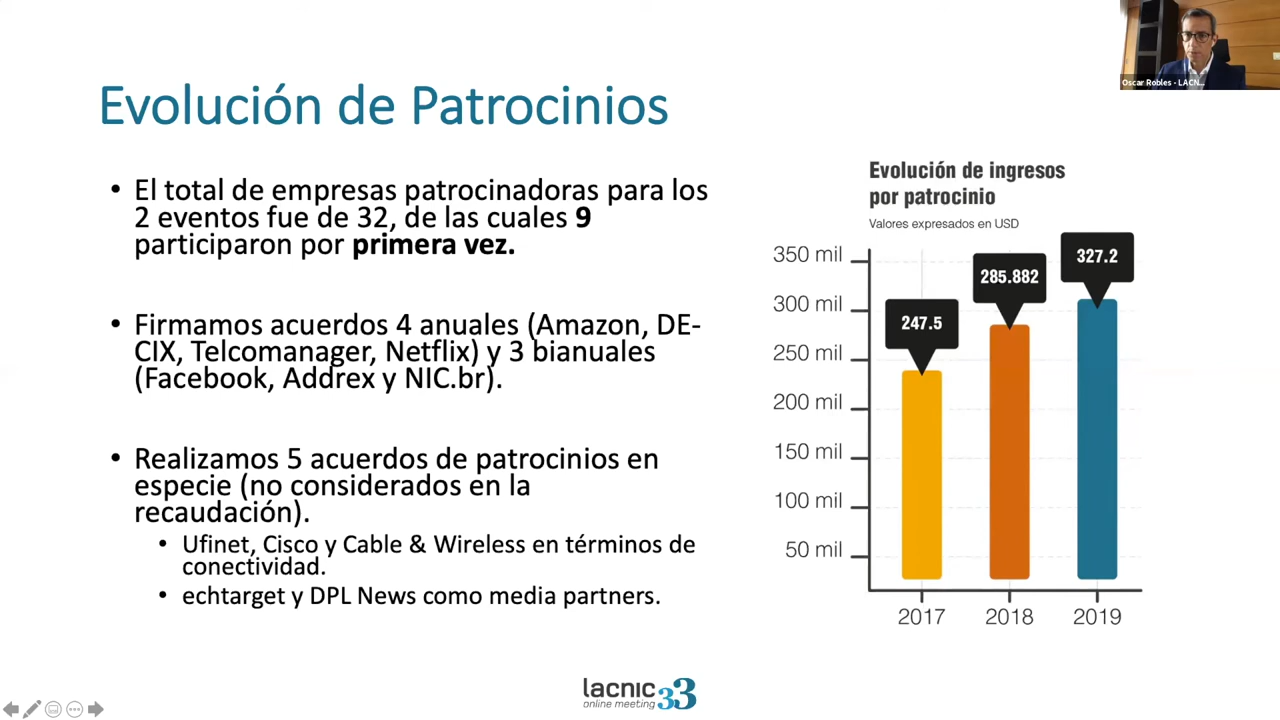 Oscar Robles - LACN...
Evolución de Patrocinios
• El total de empresas patrocinadoras para los
2 eventos fue de 32, de las cuales 9
participaron por primera vez.
• Firmamos acuerdos 4 anuales (Amazon, DE-
CIX, Telcomanager, Netflix) y 3 bianuales
(Facebook, Addrex y NIC.br).
• Realizamos 5 acuerdos de patrocinios en
especie (no considerados en la
recaudación).
• Ufinet, Cisco y Cable & Wireless en términos de
conectividad.
• echtarget y DPL News como media partners.
Evolución de ingresos
por patrocinio
Valores expresados en USD
350 mil
300 mil
250 mil
200 mil
150 mil
100 mil
50 mil
247.5
285.882
327.2
2017
2018
2019
lacnic 33
online meeting